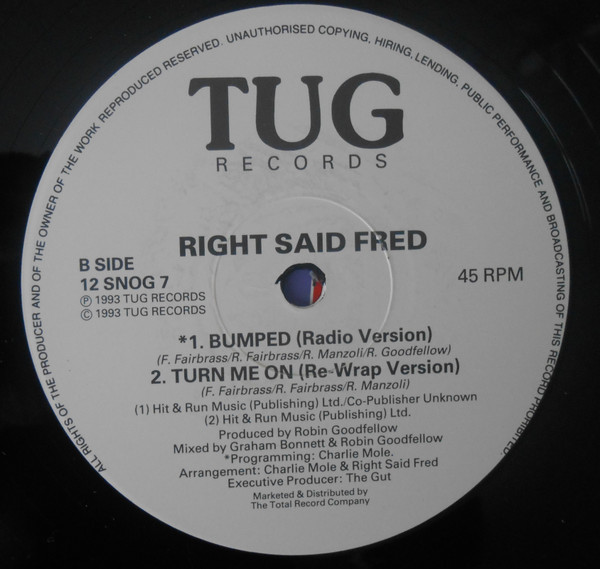 ALL RIGHTS OF THE PRODUCER AND OF THE OWNER OF THE WORK REPRODUCED RESERVED. UNAUTHORISED COPYING, HIRING, LENDING, PUBLIC PERFORMANCE AND BROADCASTING OF THIS RECORD PROHIBITED.
TUG
RECORDS
RIGHT SAID FRED
B SIDE
12 SNOG 7
℗ 1993 TUG RECORDS
© 1993 TUG RECORDS
45 RPM
*1. BUMPED (Radio Version)
(F. Fairbrass/R. Fairbrass/R. Manzoli/R. Goodfellow)
2. TURN ME ON (Re-Wrap Version)
(F. Fairbrass/R. Fairbrass/R. Manzoli)
(1) Hit & Run Music (Publishing) Ltd./Co-Publisher Unknown
(2) Hit & Run Music (Publishing) Ltd.
Produced by Robin Goodfellow
Mixed by Graham Bonnett & Robin Goodfellow
*Programming: Charlie Mole.
Arrangement: Charlie Mole & Right Said Fred
Executive Producer: The Gut
Marketed & Distributed by
The Total Record Company